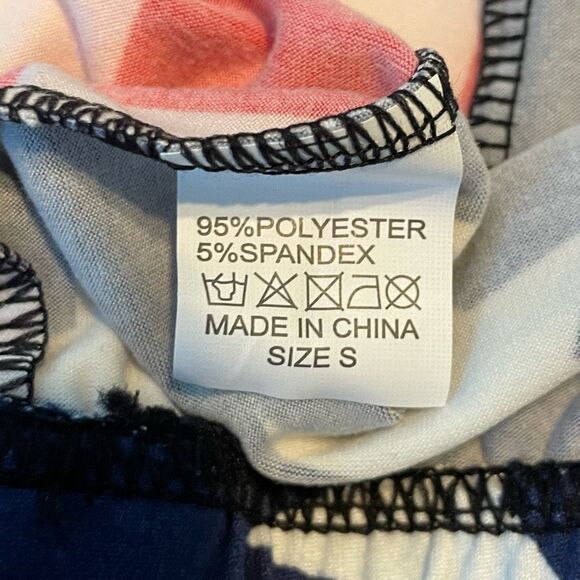 95%POLYESTER
5%SPANDEX
MADE IN CHINA
SIZE S